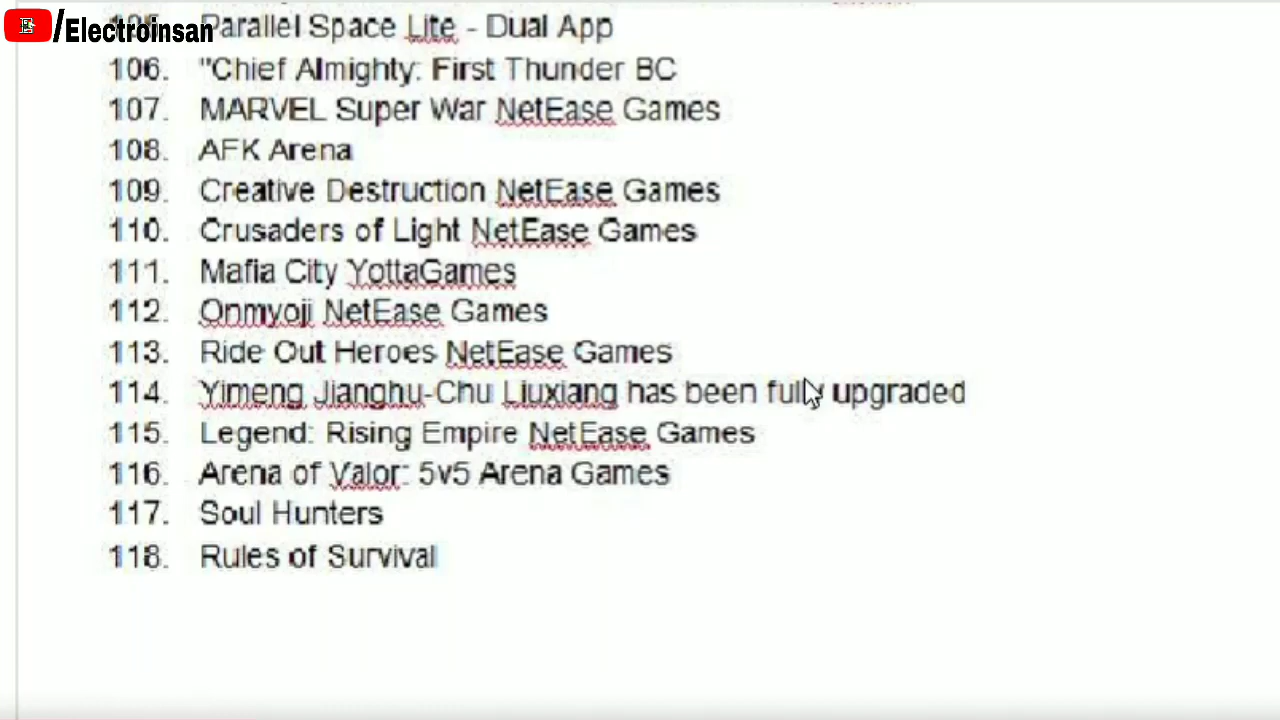 /Electroinsan
Parallel Space Lite - Dual App
106. "Chief Almighty: First Thunder BC
107. MARVEL Super War NetEase Games
108. AFK Arena
109. Creative Destruction NetEase Games
110. Crusaders of Light NetEase Games
111. Mafia City YottaGames
112. Onmyoji NetEase Games
113. Ride Out Heroes NetEase Games
114. Yimeng Jianghu-Chu Liuxiang has been fully upgraded
115. Legend: Rising Empire NetEase Games
116. Arena of Valor: 5v5 Arena Games
117. Soul Hunters
118. Rules of Survival